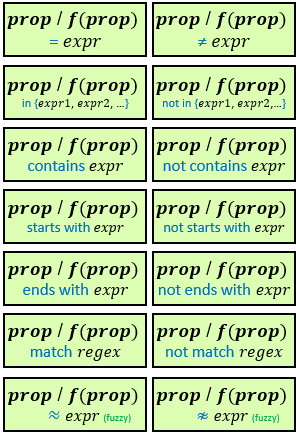 prop / f(prop) prop / f(prop)
= expr ≠ expr
prop / f(prop) prop / f(prop)
in {expr1, expr2, ...} not in {expr1, expr2,...}
prop / f(prop) prop / f(prop)
contains expr not contains expr
prop / f(prop) prop / f(prop)
starts with expr not starts with expr
prop / f(prop) prop / f(prop)
ends with expr not ends with expr
prop / f(prop) prop / f(prop)
match regex not match regex
prop / f(prop) prop / f(prop)
≈ expr (fuzzy) ≉ expr (fuzzy)